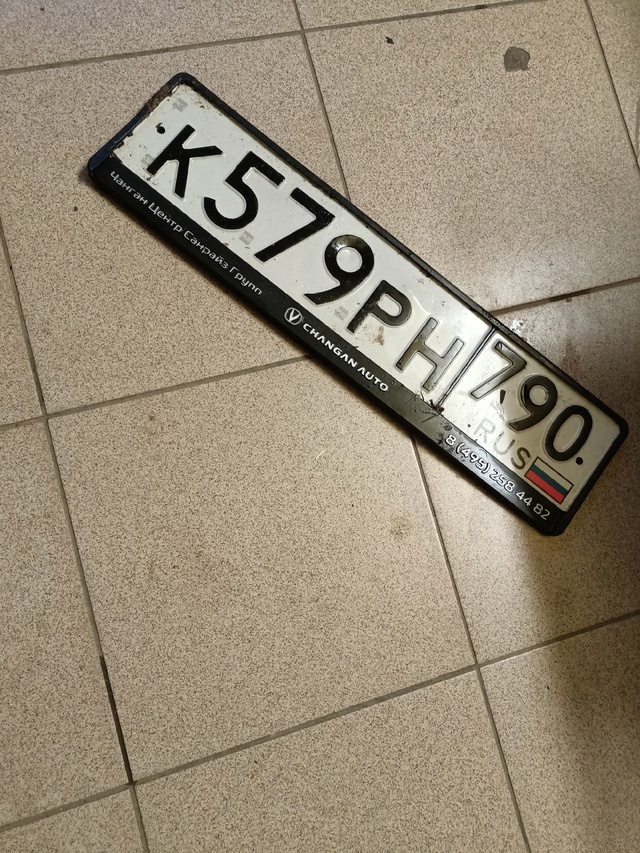 К579РН 790
RUS
Чанган Центр Санрайз Групп
CHANGAN AUTO
8 (495) 258 44 82